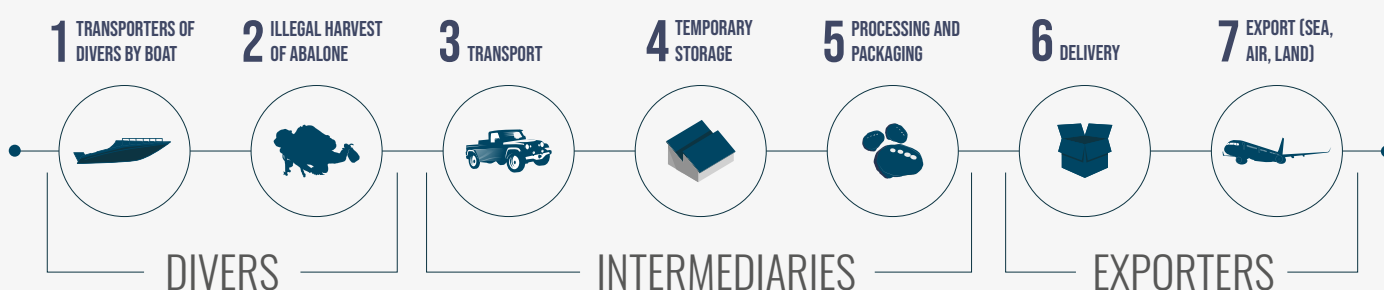 1 TRANSPORTERS OF
DIVERS BY BOAT
2 ILLEGAL HARVEST
OF ABALONE
3 TRANSPORT
4 TEMPORARY
STORAGE
5 PROCESSING AND
PACKAGING
6 DELIVERY
7 EXPORT (SEA,
AIR, LAND)
DIVERS
INTERMEDIARIES
EXPORTERS